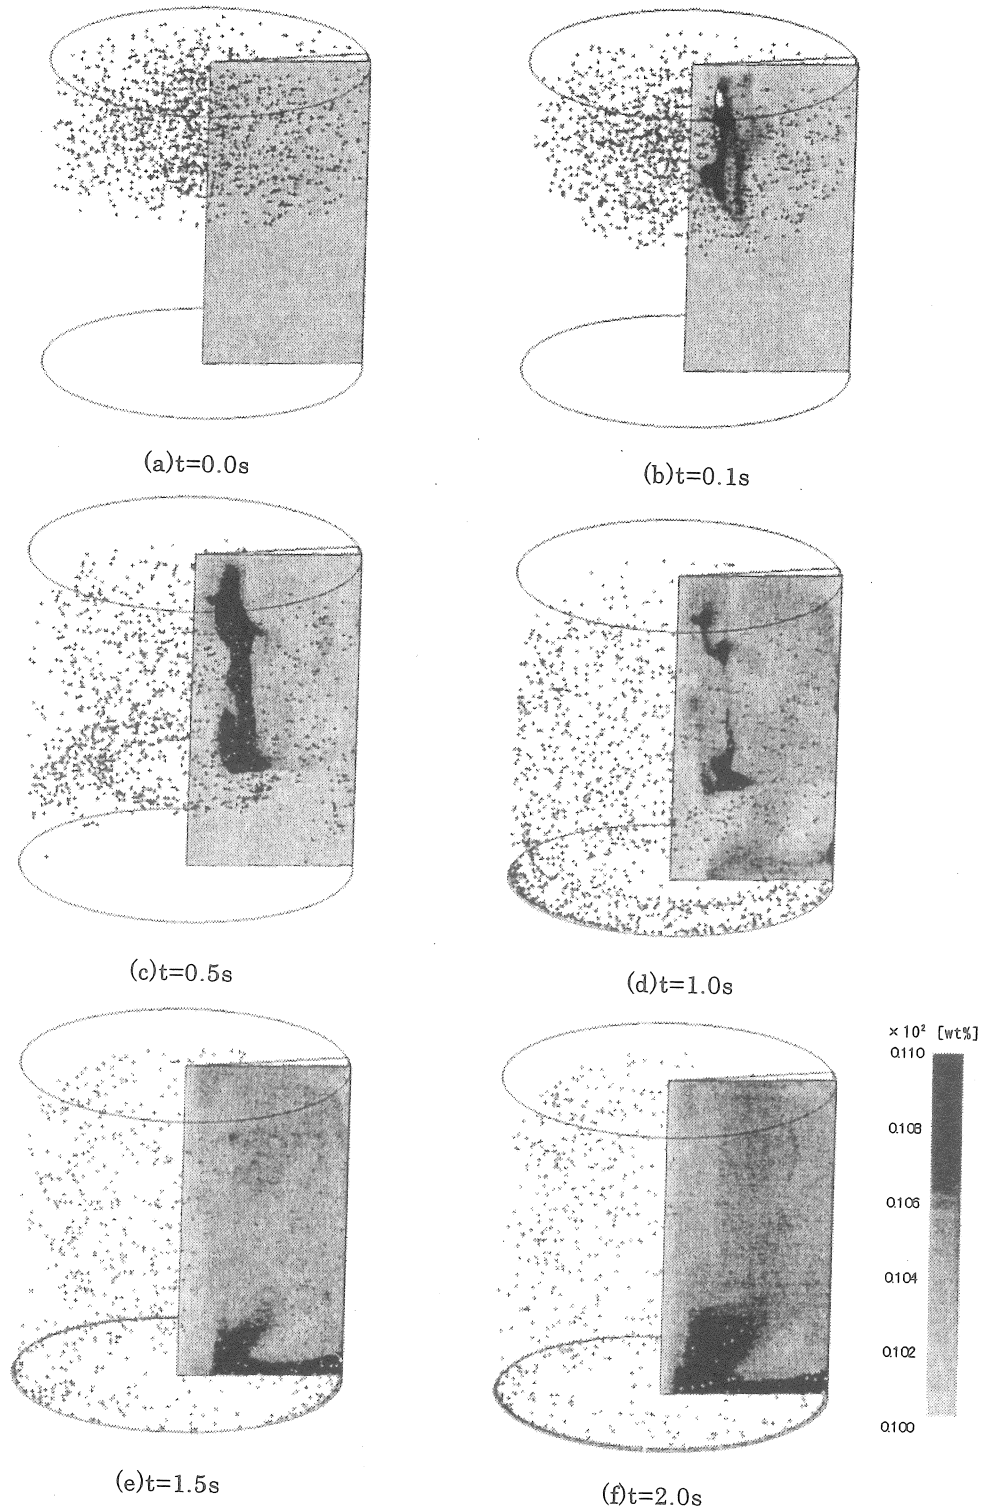 (a)t=0.0s
(b)t=0.1s
(c)t=0.5s
(d)t=1.0s
× 10² [wt%]
0.110
0.108
0.106
0.104
0.102
0.100
(e)t=1.5s
(f)t=2.0s